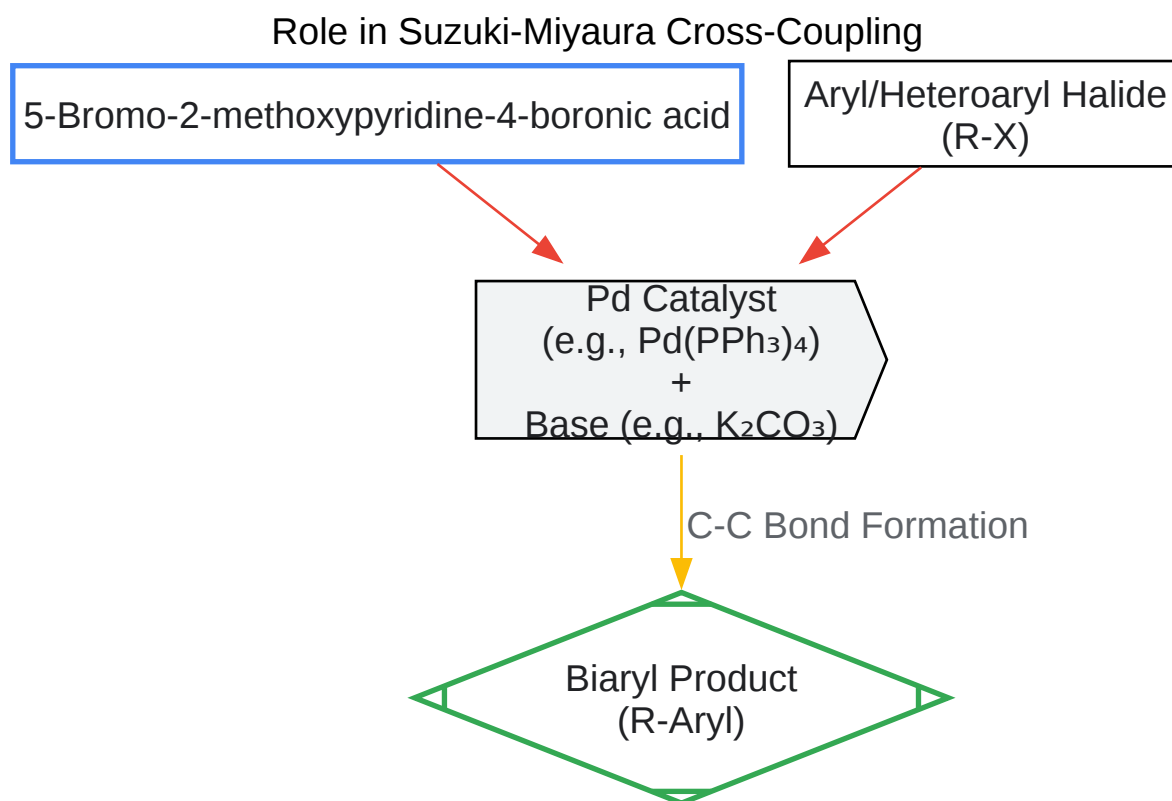 Role in Suzuki-Miyaura Cross-Coupling
5-Bromo-2-methoxypyridine-4-boronic acid
Aryl/Heteroaryl Halide
(R-X)
Pd Catalyst
(e.g., Pd(PPh₃)₄)
+
Base (e.g., K₂CO₃)
C-C Bond Formation
Biaryl Product
(R-Aryl)